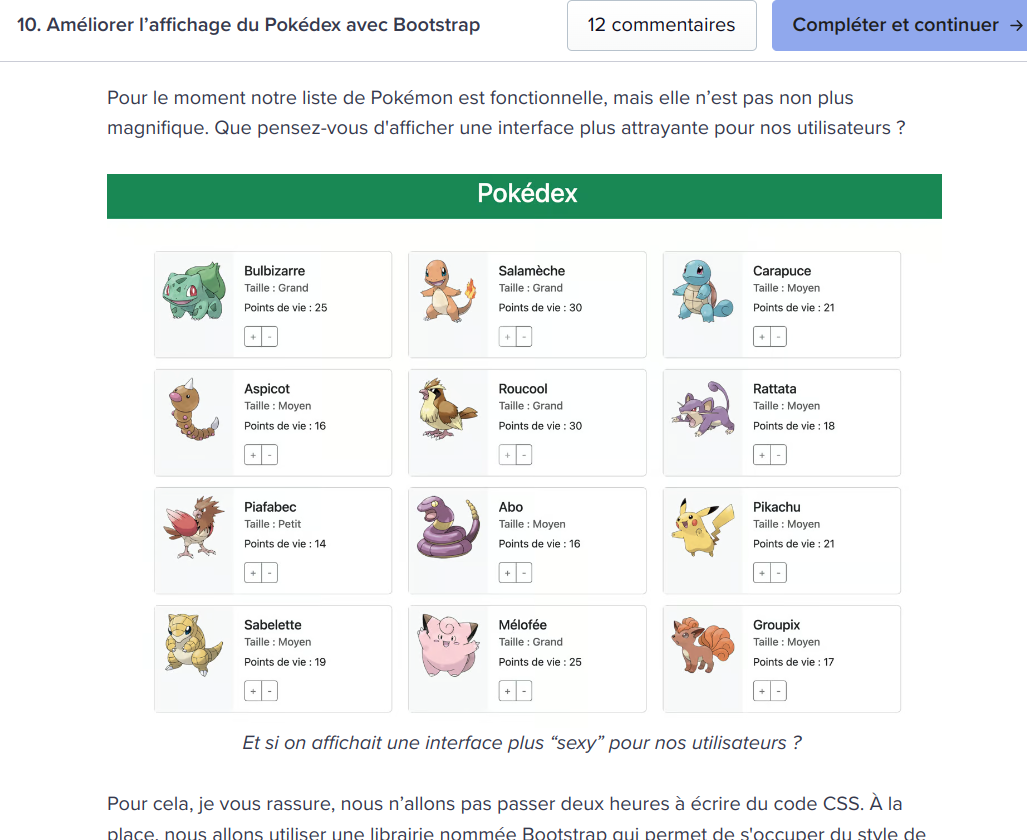 10. Améliorer l’affichage du Pokédex avec Bootstrap
12 commentaires
Compléter et continuer →
Pour le moment notre liste de Pokémon est fonctionnelle, mais elle n’est pas non plus
magnifique. Que pensez-vous d'afficher une interface plus attrayante pour nos utilisateurs ?
Pokédex
Bulbizarre
Taille : Grand
Points de vie : 25
+ -
Salamèche
Taille : Grand
Points de vie : 30
+ -
Carapuce
Taille : Moyen
Points de vie : 21
+ -
Aspicot
Taille : Moyen
Points de vie : 16
+ -
Roucool
Taille : Grand
Points de vie : 30
+ -
Rattata
Taille : Moyen
Points de vie : 18
+ -
Piafabec
Taille : Petit
Points de vie : 14
+ -
Abo
Taille : Moyen
Points de vie : 16
+ -
Pikachu
Taille : Moyen
Points de vie : 21
+ -
Sabelette
Taille : Moyen
Points de vie : 19
+ -
Mélofée
Taille : Grand
Points de vie : 25
+ -
Groupix
Taille : Moyen
Points de vie : 17
+ -
Et si on affichait une interface plus “sexy” pour nos utilisateurs ?
Pour cela, je vous rassure, nous n’allons pas passer deux heures à écrire du code CSS. À la
place, nous allons utiliser une librairie nommée Bootstrap qui permet de s'occuper du style de